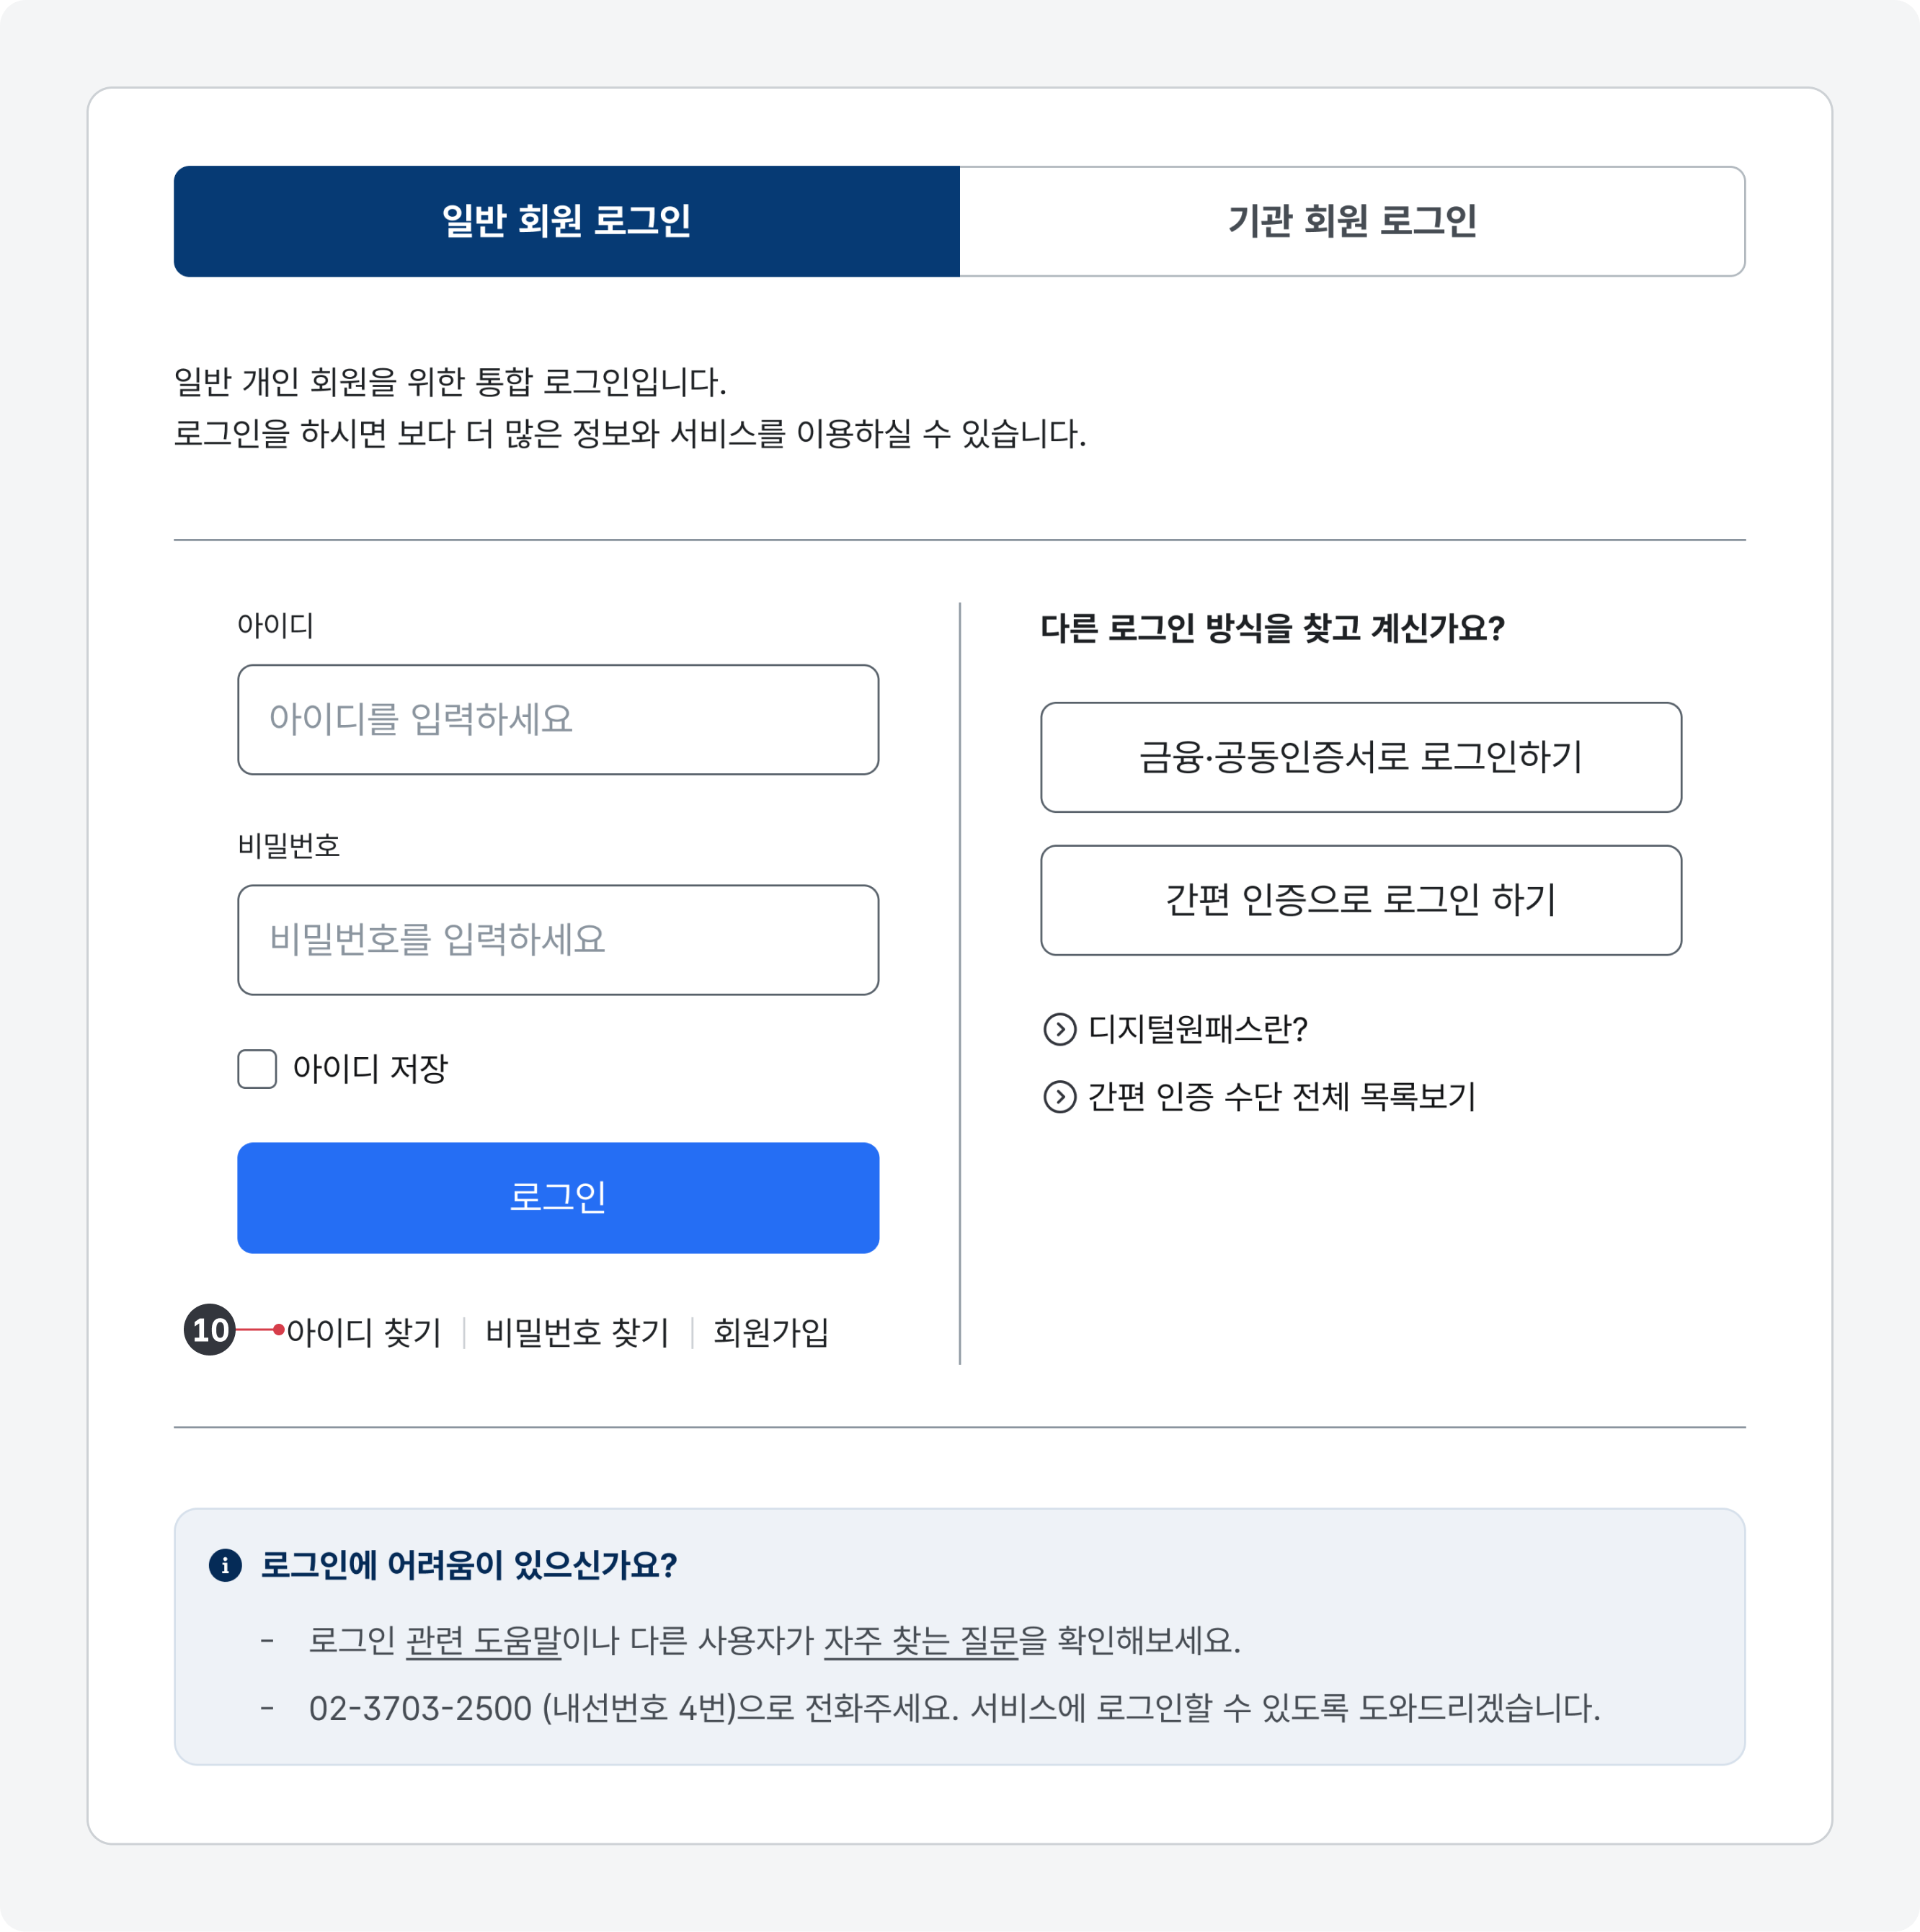 일반 회원 로그인
기관 회원 로그인
일반 개인 회원을 위한 통합 로그인입니다.
로그인을 하시면 보다 더 많은 정보와 서비스를 이용하실 수 있습니다.
아이디
아이디를 입력하세요
비밀번호
비밀번호를 입력하세요
아이디 저장
로그인
10 아이디 찾기 | 비밀번호 찾기 | 회원가입
다른 로그인 방식을 찾고 계신가요?
금융·공동인증서로 로그인하기
간편 인증으로 로그인 하기
디지털원패스란?
간편 인증 수단 전체 목록보기
로그인에 어려움이 있으신가요?
- 로그인 관련 도움말이나 다른 사용자가 자주 찾는 질문을 확인해보세요.
- 02-3703-2500 (내선번호 4번)으로 전화주세요. 서비스에 로그인할 수 있도록 도와드리겠습니다.